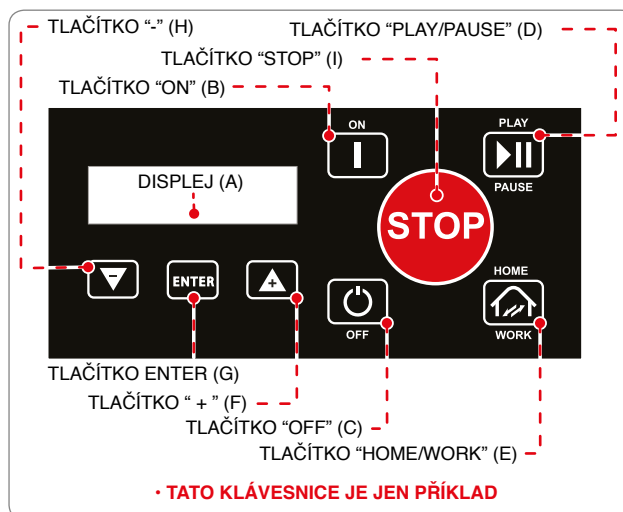 TLAČÍTKO “-” (H)
TLAČÍTKO “PLAY/PAUSE” (D)
TLAČÍTKO “STOP” (I)
TLAČÍTKO “ON” (B)
ON
PLAY
PAUSE
DISPLEJ (A)
STOP
-
ENTER
+
OFF
HOME
WORK
TLAČÍTKO ENTER (G)
TLAČÍTKO “ + ” (F)
TLAČÍTKO “OFF” (C)
TLAČÍTKO “HOME/WORK” (E)
• TATO KLÁVESNICE JE JEN PŘÍKLAD